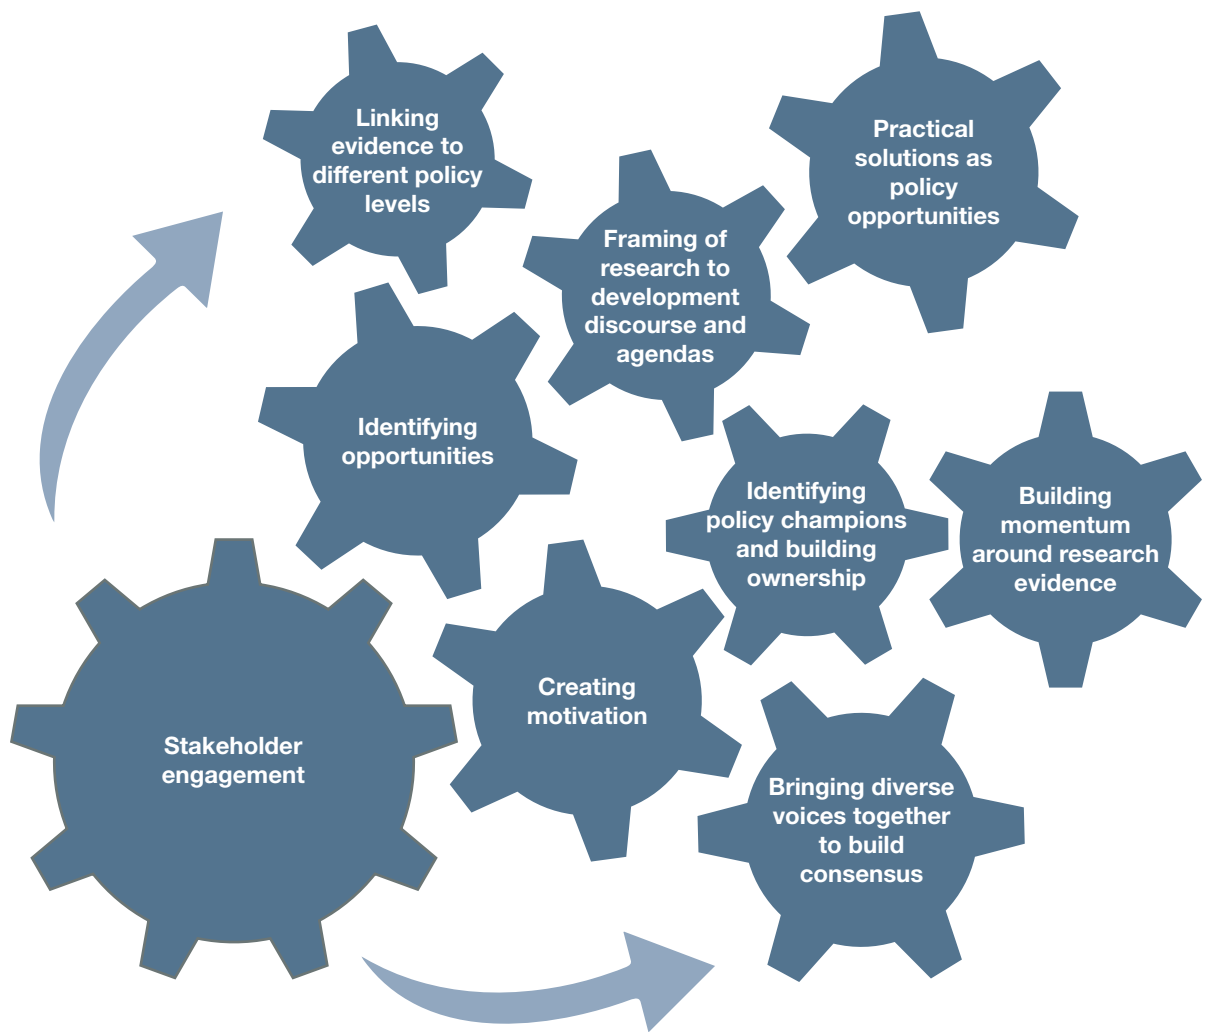 Linking
evidence to
different policy
levels
Practical
solutions as
policy
opportunities
Framing of
research to
development
discourse and
agendas
Identifying
opportunities
Identifying
policy champions
and building
ownership
Building
momentum
around research
evidence
Creating
motivation
Stakeholder
engagement
Bringing diverse
voices together
to build
consensus